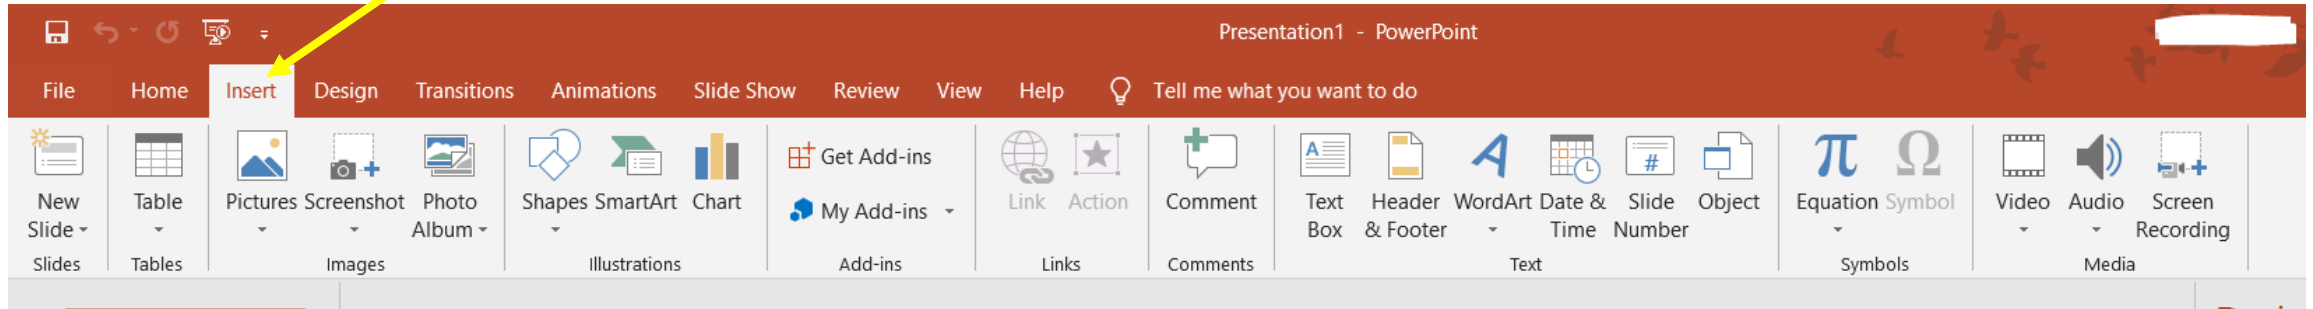 Presentation1 - PowerPoint
File Home Insert Design Transitions Animations Slide Show Review View Help Tell me what you want to do
New Slide Table Pictures Screenshot Photo Album Shapes SmartArt Chart Get Add-ins My Add-ins Link Action Comment Text Box Header & Footer WordArt Date & Time Slide Number Object Equation Symbol Video Audio Screen Recording
Slides Tables Images Illustrations Add-ins Links Comments Text Symbols Media